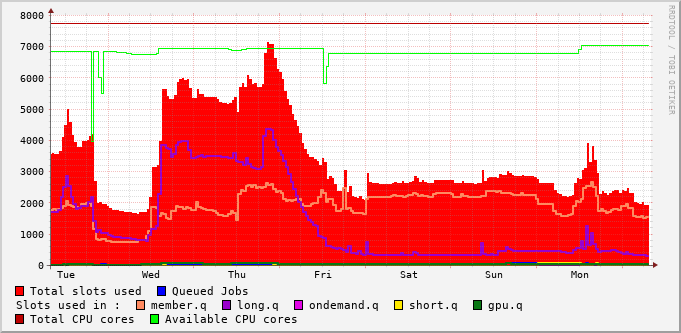 8000
7000
6000
5000
4000
3000
2000
1000
0
Tue Wed Thu Fri Sat Sun Mon
RRDTOOL / TOBI OETIKER
Total slots used Queued Jobs
Slots used in : member.q long.q ondemand.q short.q gpu.q
Total CPU cores Available CPU cores